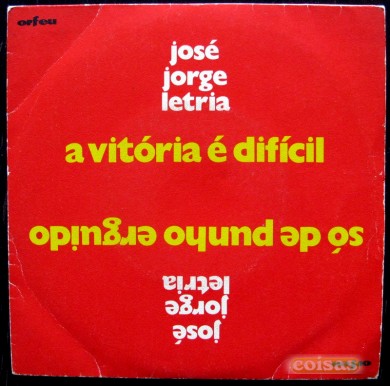 orfeu
josé
jorge
letria
a vitória é difícil
só de punho erguido
josé
jorge
letria
coisas